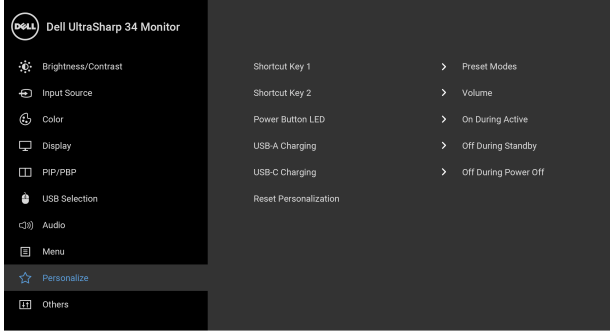 DELL Dell UltraSharp 34 Monitor
Brightness/Contrast
Input Source
Color
Display
PIP/PBP
USB Selection
Audio
Menu
Personalize
Others
Shortcut Key 1 > Preset Modes
Shortcut Key 2 > Volume
Power Button LED > On During Active
USB-A Charging > Off During Standby
USB-C Charging > Off During Power Off
Reset Personalization